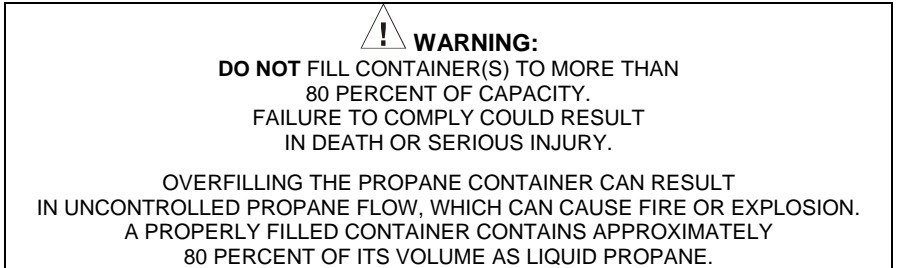 ! WARNING:
DO NOT FILL CONTAINER(S) TO MORE THAN
80 PERCENT OF CAPACITY.
FAILURE TO COMPLY COULD RESULT
IN DEATH OR SERIOUS INJURY.
OVERFILLING THE PROPANE CONTAINER CAN RESULT
IN UNCONTROLLED PROPANE FLOW, WHICH CAN CAUSE FIRE OR EXPLOSION.
A PROPERLY FILLED CONTAINER CONTAINS APPROXIMATELY
80 PERCENT OF ITS VOLUME AS LIQUID PROPANE.